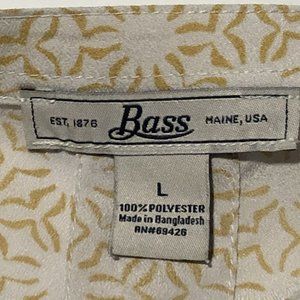 EST. 1876 Bass MAINE, USA
L
100% POLYESTER
Made in Bangladesh
RN#69426